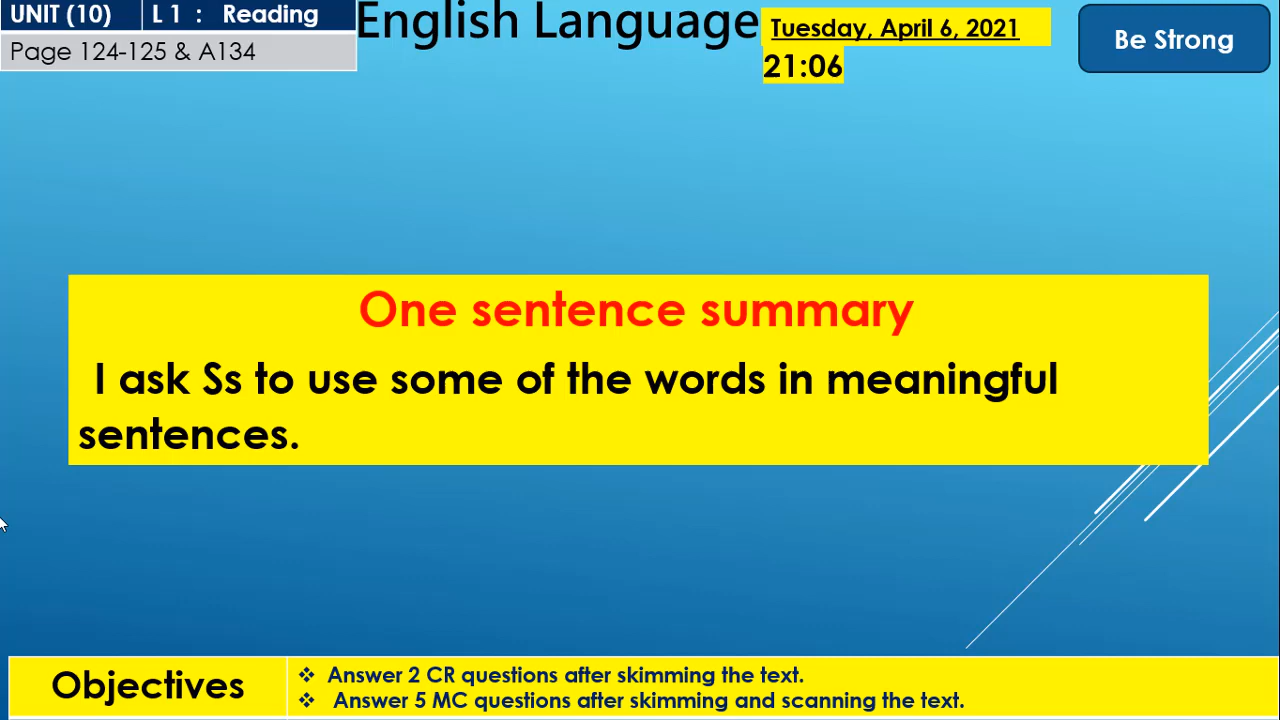 UNIT (10) L 1 : Reading
Page 124-125 & A134
English Language
Tuesday, April 6, 2021
21:06
Be Strong
One sentence summary
I ask Ss to use some of the words in meaningful
sentences.
Objectives
❖ Answer 2 CR questions after skimming the text.
❖ Answer 5 MC questions after skimming and scanning the text.